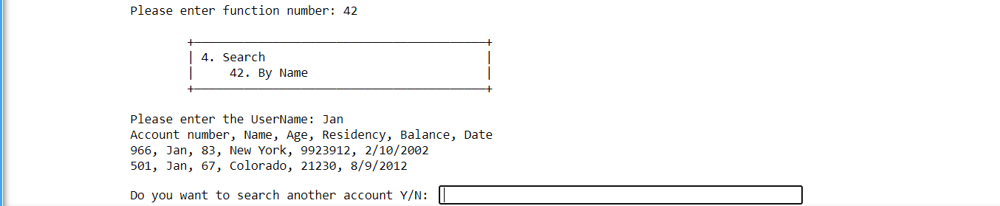 Please enter function number: 42
4. Search
42. By Name
Please enter the UserName: Jan
Account number, Name, Age, Residency, Balance, Date
966, Jan, 83, New York, 9923912, 2/10/2002
501, Jan, 67, Colorado, 21230, 8/9/2012
Do you want to search another account Y/N: